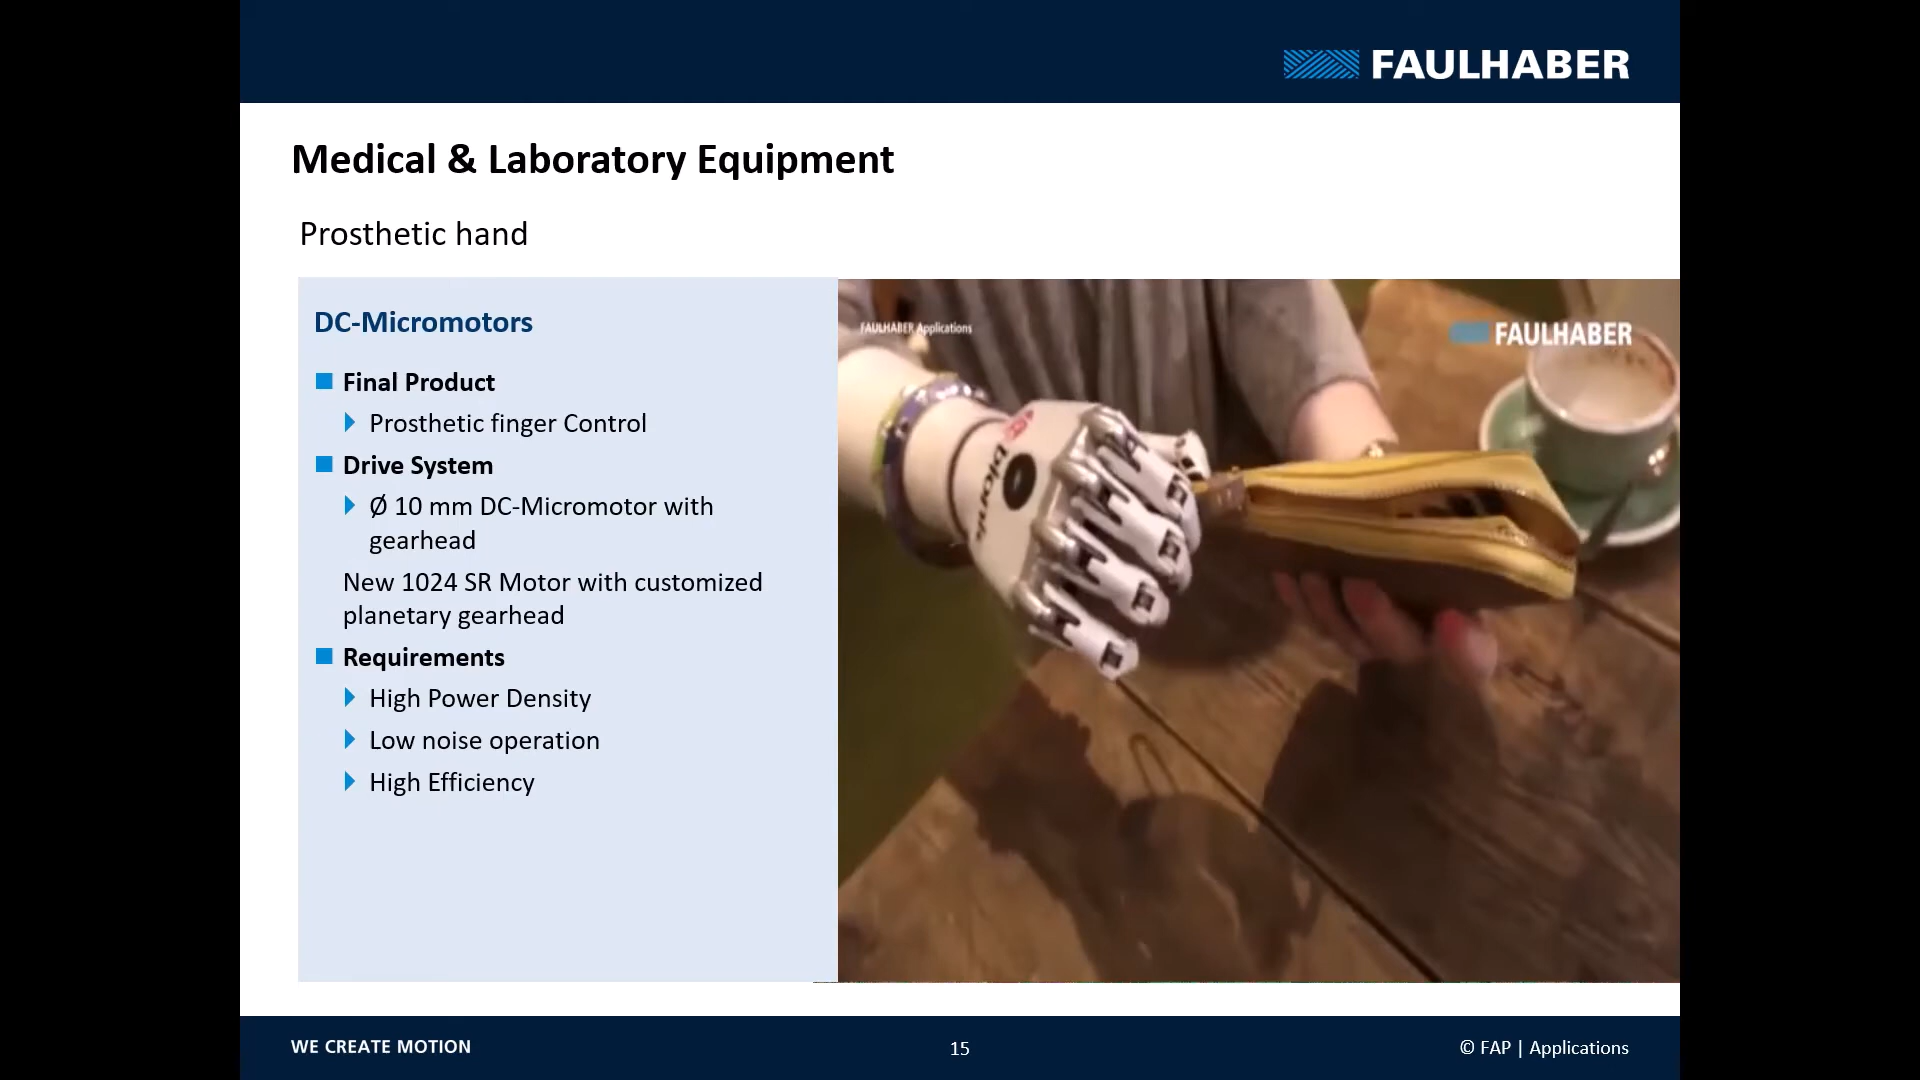 FAULHABER
Medical & Laboratory Equipment
Prosthetic hand
DC-Micromotors
Final Product
Prosthetic finger Control
Drive System
Ø 10 mm DC-Micromotor with
gearhead
New 1024 SR Motor with customized
planetary gearhead
Requirements
High Power Density
Low noise operation
High Efficiency
FAULHABER Applications
FAULHABER
bionic
WE CREATE MOTION
15
© FAP | Applications